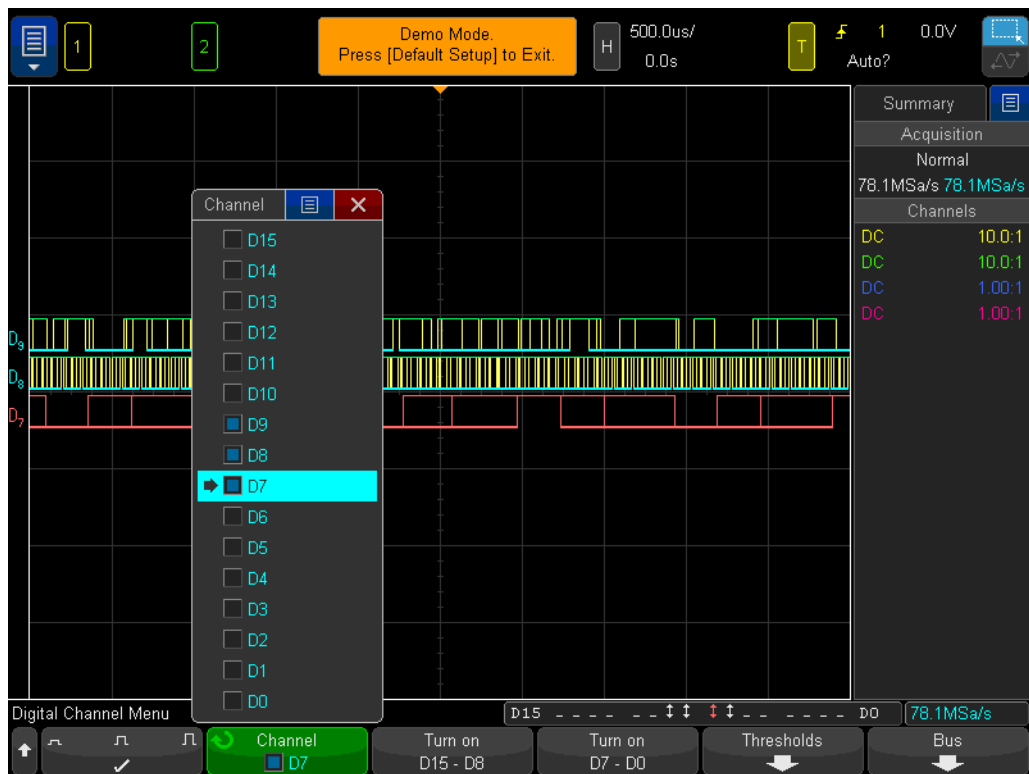 1
2
Demo Mode.
Press [Default Setup] to Exit.
H
500.0us/
0.0s
T
1
0.0V
Auto?
Summary
Acquisition
Normal
78.1MSa/s 78.1MSa/s
Channels
DC 10.0:1
DC 10.0:1
DC 1.00:1
DC 1.00:1
Channel
D15
D14
D13
D12
D11
D10
D9
D8
D7
D6
D5
D4
D3
D2
D1
D0
D9
D8
D7
Digital Channel Menu
D15 _ _ _ _ _ _ ↕ ↕ ↕ ↕ _ _ _ _ _ _ D0
78.1MSa/s
Channel
D7
Turn on
D15 - D8
Turn on
D7 - D0
Thresholds
Bus